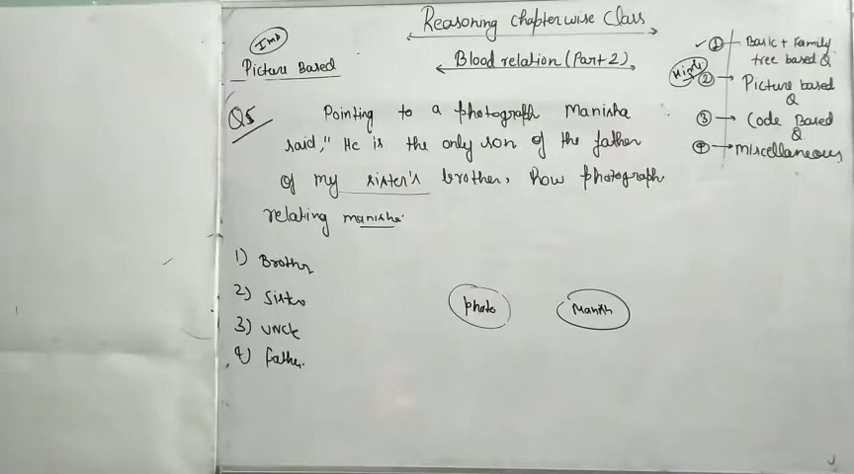 Reasoning Chapterwise Class
Imp
Picture Based
Blood relation (Part 2)
① Basic + Family
tree based Q
Hindi
② → Picture based
Q
③ → Code Based
Q
④ → miscellaneous
Q5 Pointing to a photograph Manisha
said," He is the only son of the father
of my sister's brother, how photograph
relating manisha.
1) Brother
2) Sister
3) Uncle
4) father.
photo
Manish